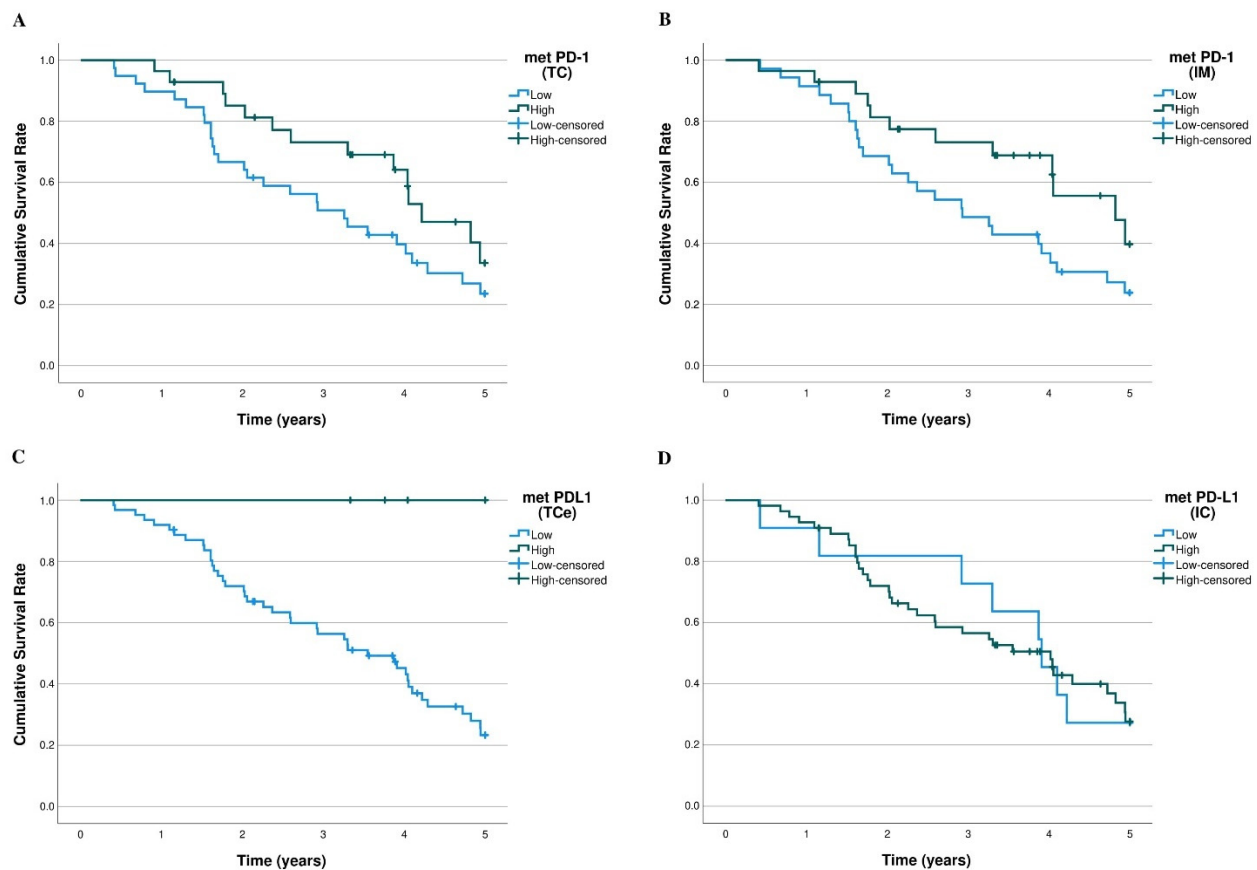 A
met PD-1
(TC)
Low
High
Low-censored
High-censored
Cumulative Survival Rate
1.0
0.8
0.6
0.4
0.2
0.0
0 1 2 3 4 5
Time (years)
B
met PD-1
(IM)
Low
High
Low-censored
High-censored
Cumulative Survival Rate
1.0
0.8
0.6
0.4
0.2
0.0
0 1 2 3 4 5
Time (years)
C
met PDL1
(TCe)
Low
High
Low-censored
High-censored
Cumulative Survival Rate
1.0
0.8
0.6
0.4
0.2
0.0
0 1 2 3 4 5
Time (years)
D
met PD-L1
(IC)
Low
High
Low-censored
High-censored
Cumulative Survival Rate
1.0
0.8
0.6
0.4
0.2
0.0
0 1 2 3 4 5
Time (years)